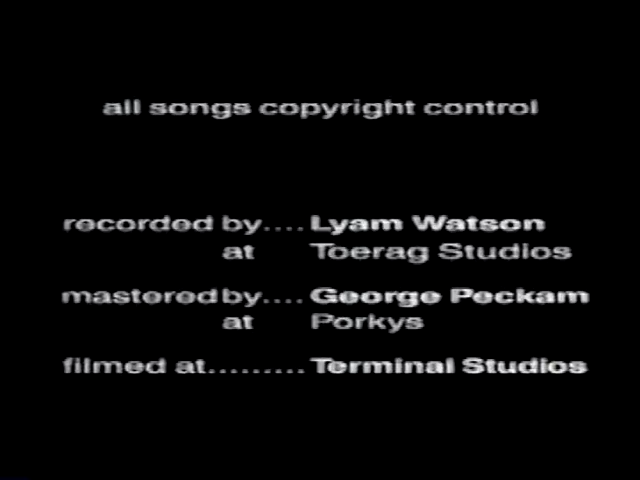 all songs copyright control
recorded by.... Lyam Watson
at Toerag Studios
mastered by.... George Peckam
at Porkys
filmed at......... Terminal Studios